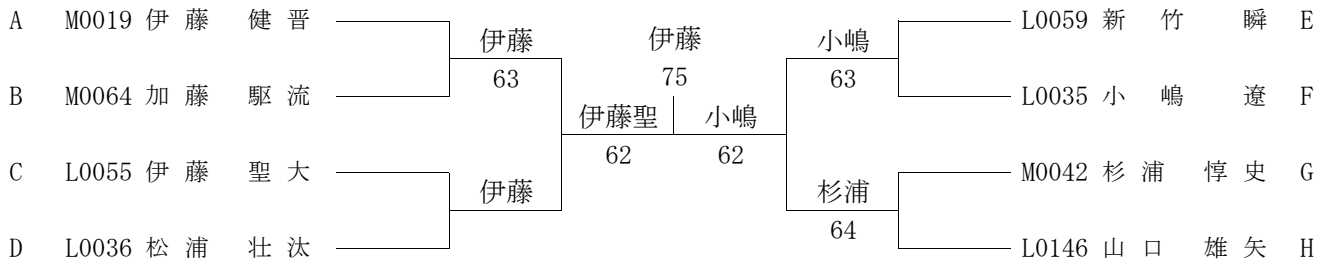 A M0019 伊藤 健晋
B M0064 加藤 駆流
C L0055 伊藤 聖大
D L0036 松浦 壮汰
伊藤
63
伊藤
伊藤聖
62
伊藤
75
小嶋
62
小嶋
63
杉浦
64
L0059 新竹 瞬 E
L0035 小嶋 遼 F
M0042 杉浦 惇史 G
L0146 山口 雄矢 H